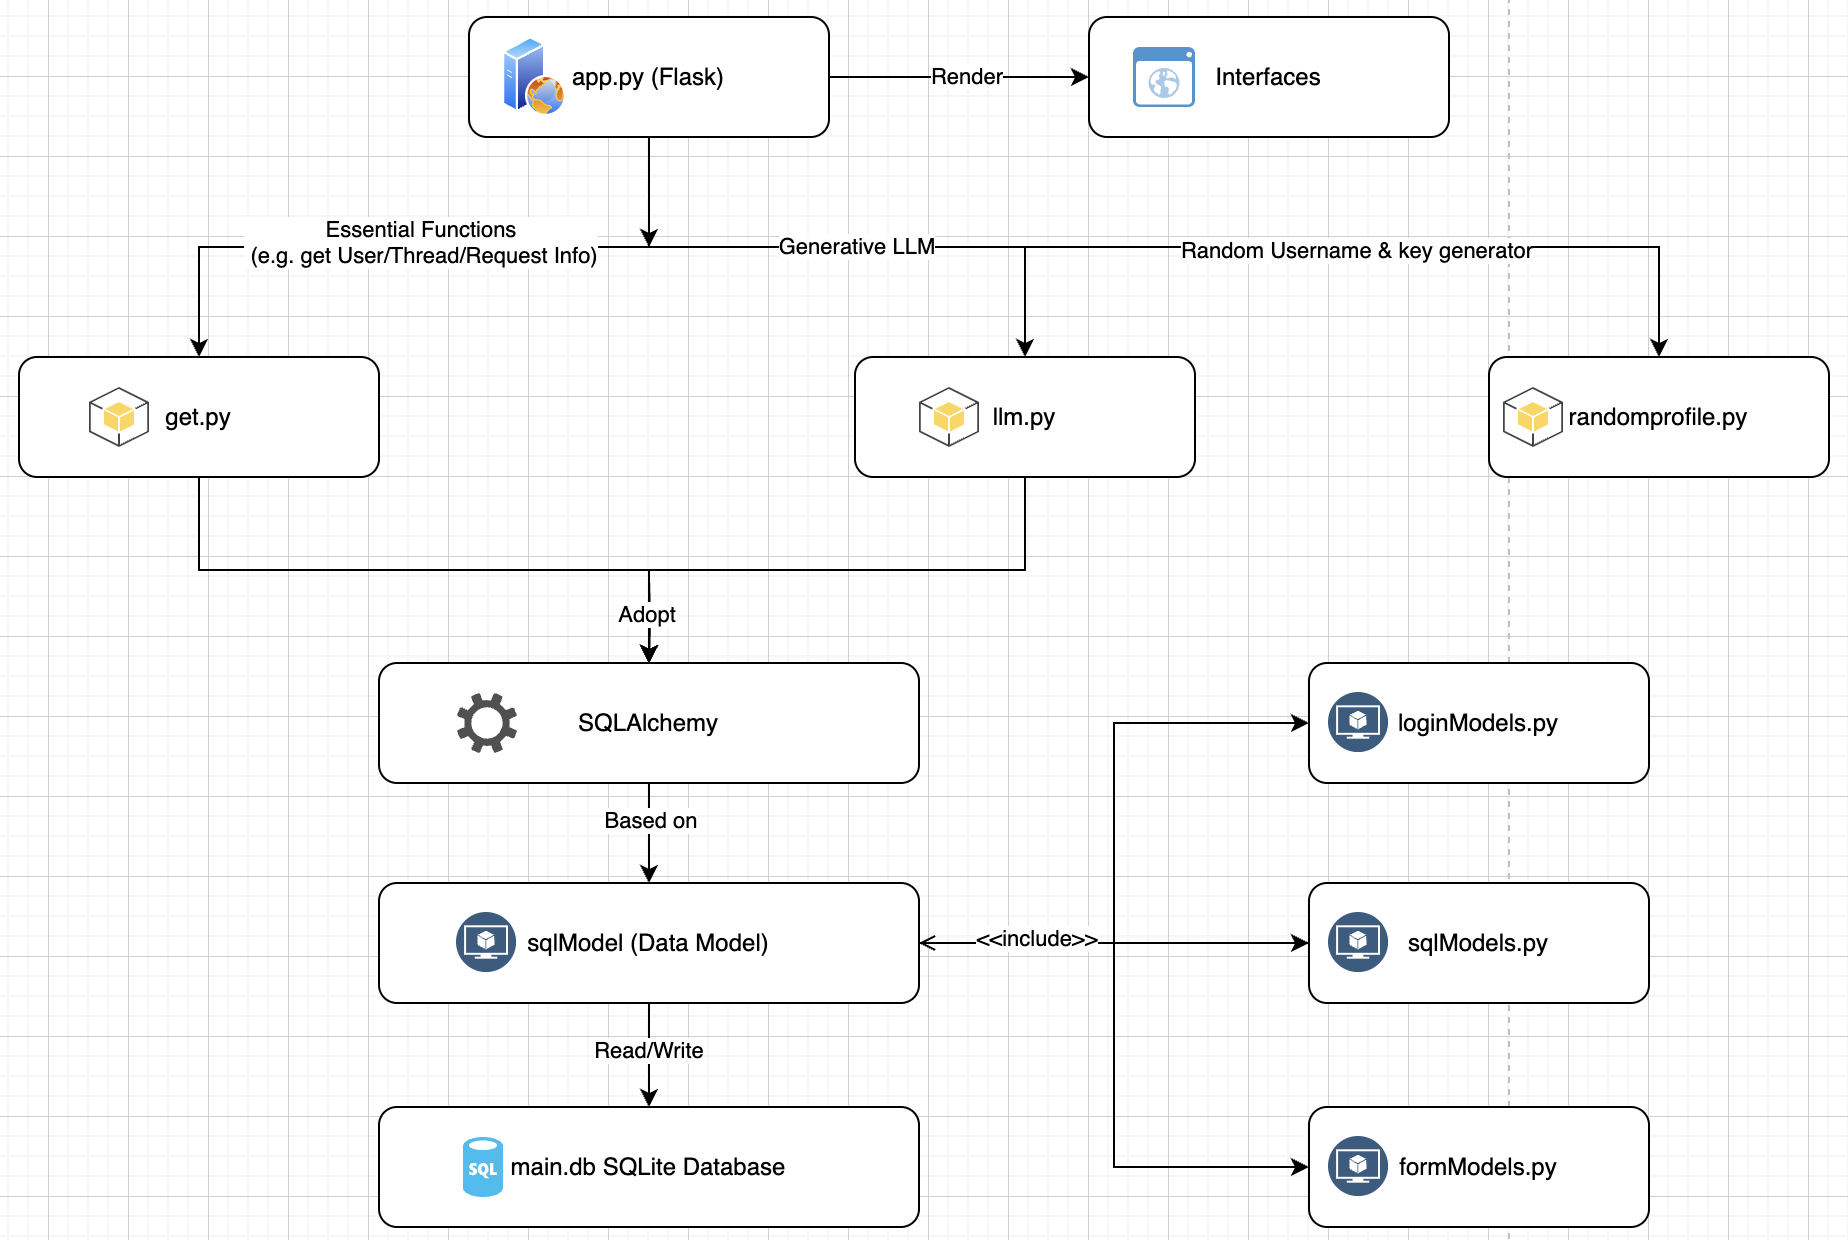 app.py (Flask)
Render
Interfaces
Essential Functions
(e.g. get User/Thread/Request Info)
Generative LLM
Random Username & key generator
get.py
llm.py
randomprofile.py
Adopt
SQLAlchemy
loginModels.py
Based on
sqlModel (Data Model)
<<include>>
sqlModels.py
Read/Write
SQL
main.db SQLite Database
formModels.py